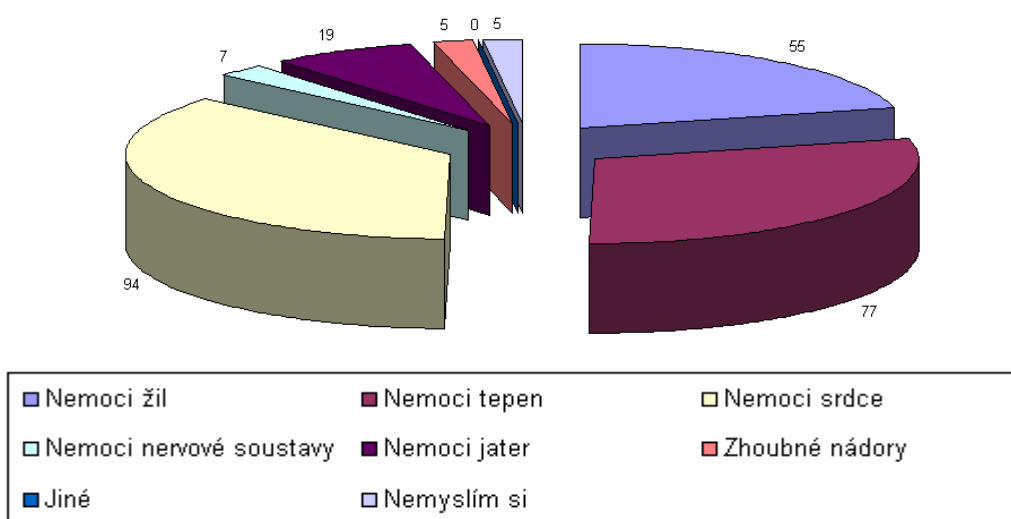 5 0 5
19
55
7
94
77
Nemoci žil Nemoci tepen Nemoci srdce
Nemoci nervové soustavy Nemoci jater Zhoubné nádory
Jiné Nemyslím si